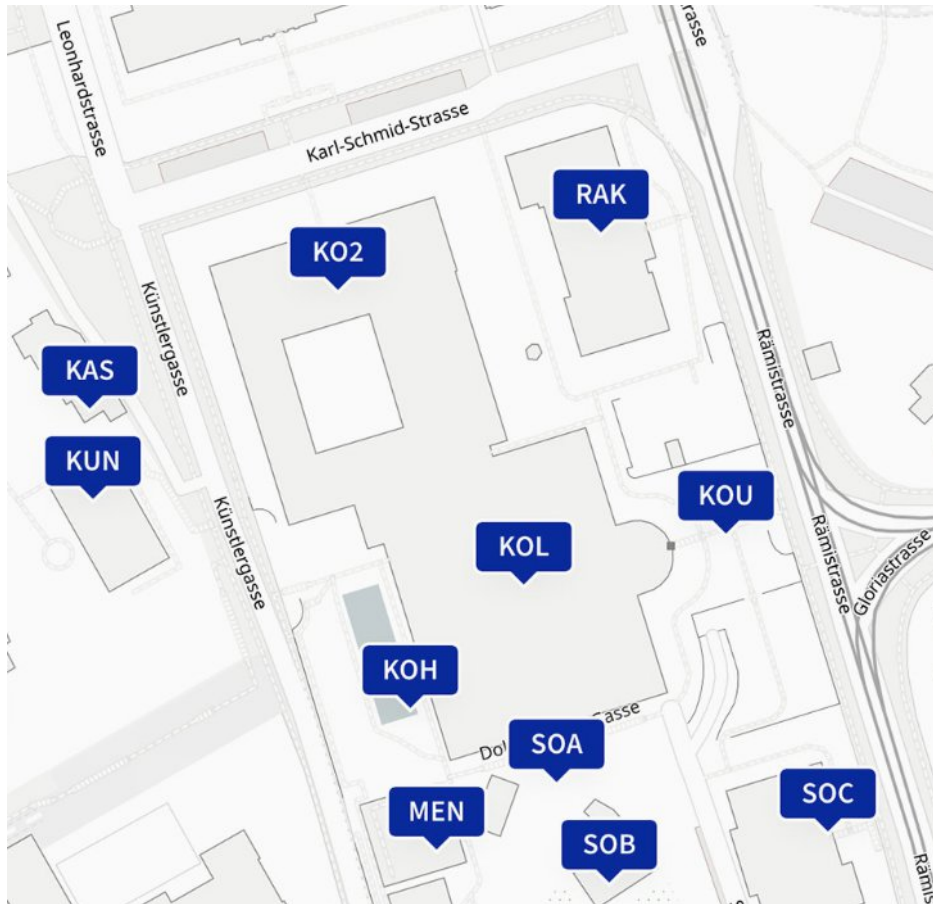 Leonhardstrasse
Karl-Schmid-Strasse
RAK
KO2
Künstlergasse
Rämistrasse
KAS
KUN
KOU
Künstlergasse
KOL
Rämistrasse
Gloriastrasse
KOH
SOA
MEN
SOC
SOB